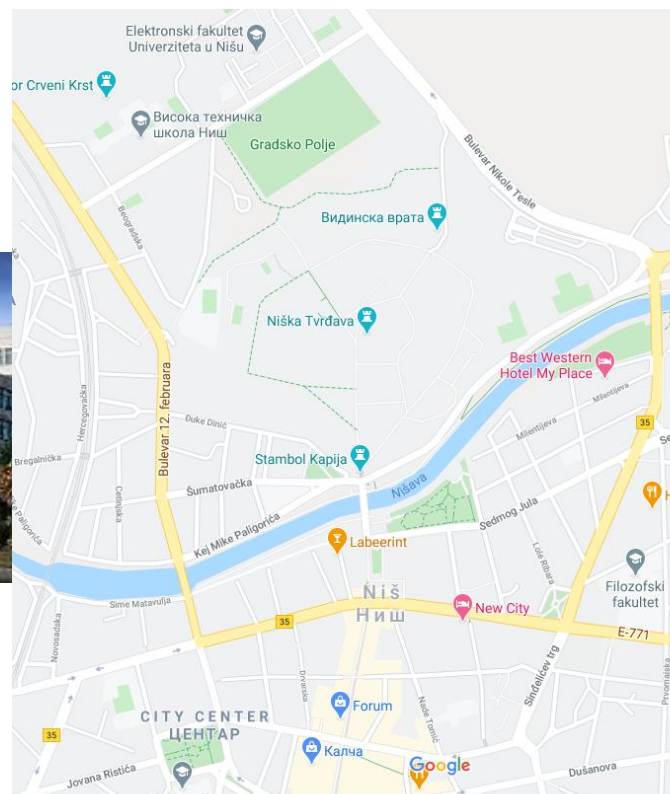 Elektronski fakultet
Univerziteta u Nišu
or Crveni Krst
Висока техничка
школа Ниш
Gradsko Polje
Bulevar Nikole Tesle
Видинска врата
Beogradska
Niška Tvrđava
Best Western
Hotel My Place
Bulevar 12. februara
Hercegovačka
Milentijeva
35
Đuke Dinić
Milentijeva
Stambol Kapija
Bregalnička
Cetinjska
Šumatovačka
Nišava
Sedmog Jula
Kej Mike Paligorića
Labeerint
Lole Ribara
Filozofski
fakultet
Niš
Ниш
Sime Matavulja
New City
35
E-771
Novosadska
Sinđelićev trg
Prvomajska
Drvarska
Nade Tomić
Forum
CITY CENTER
ЦЕНТАР
35
Калча
Google
Dušanova
Jovana Ristića